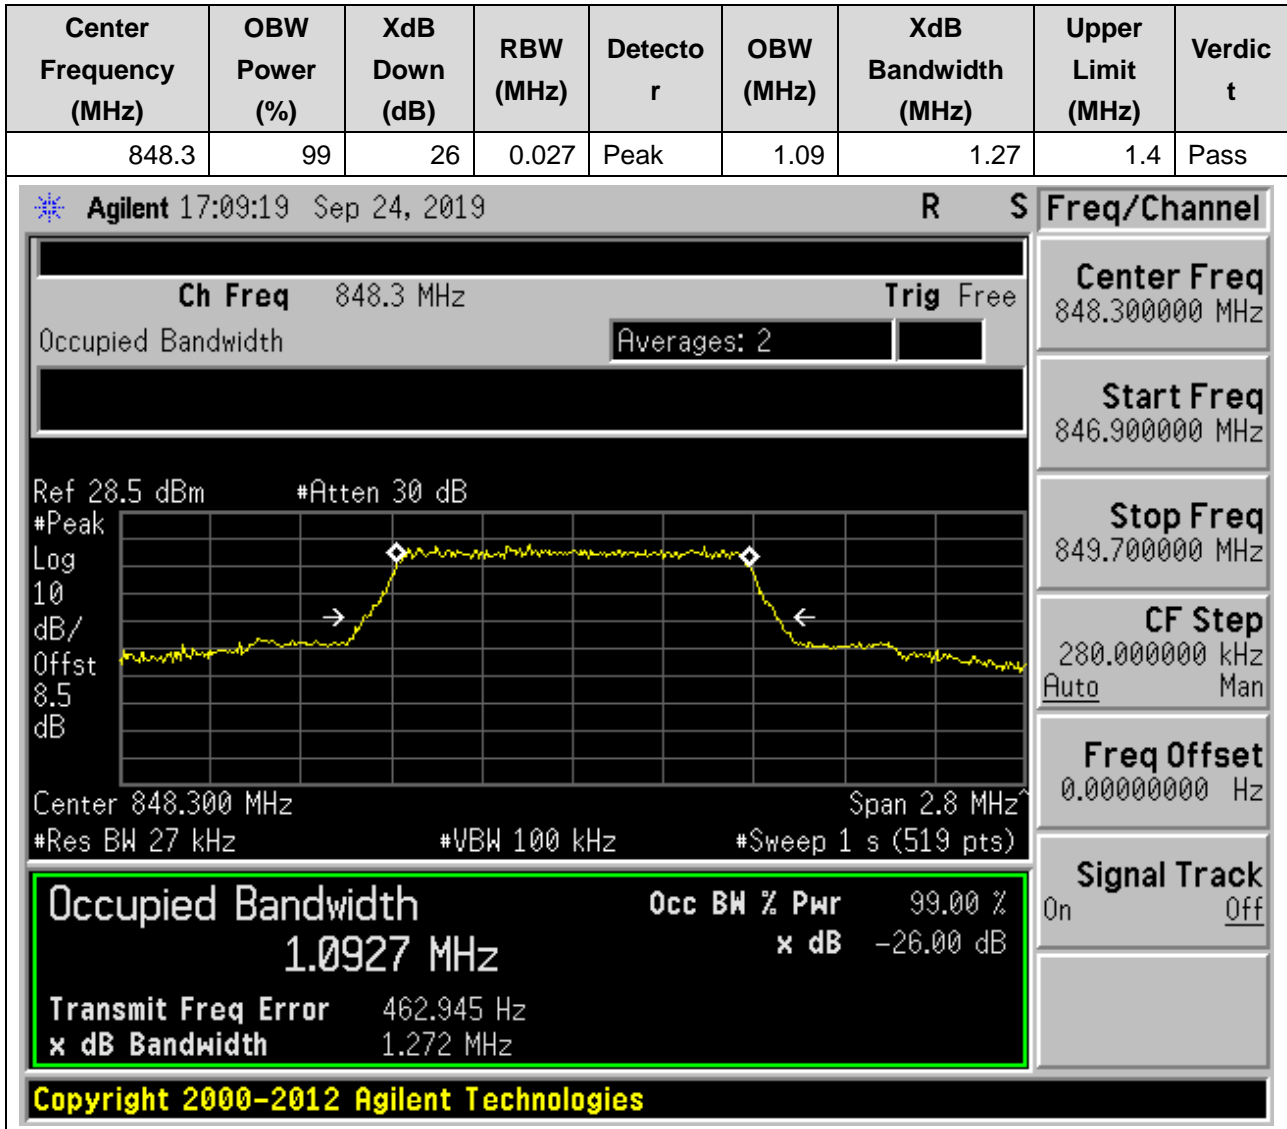 Center Frequency (MHz) OBW Power (%) XdB Down (dB) RBW (MHz) Detector OBW (MHz) XdB Bandwidth (MHz) Upper Limit (MHz) Verdict
848.3 99 26 0.027 Peak 1.09 1.27 1.4 Pass
Agilent 17:09:19 Sep 24, 2019 R S
Ch Freq 848.3 MHz Trig Free
Occupied Bandwidth Averages: 2
Ref 28.5 dBm #Atten 30 dB
#Peak
Log
10
dB/
Offst
8.5
dB
Center 848.300 MHz Span 2.8 MHz^
#Res BW 27 kHz #VBW 100 kHz #Sweep 1 s (519 pts)
Occupied Bandwidth Occ BW % Pwr 99.00 %
1.0927 MHz x dB -26.00 dB
Transmit Freq Error 462.945 Hz
x dB Bandwidth 1.272 MHz
Copyright 2000-2012 Agilent Technologies
Freq/Channel
Center Freq
848.300000 MHz
Start Freq
846.900000 MHz
Stop Freq
849.700000 MHz
CF Step
280.000000 kHz
Auto Man
Freq Offset
0.00000000 Hz
Signal Track
On Off